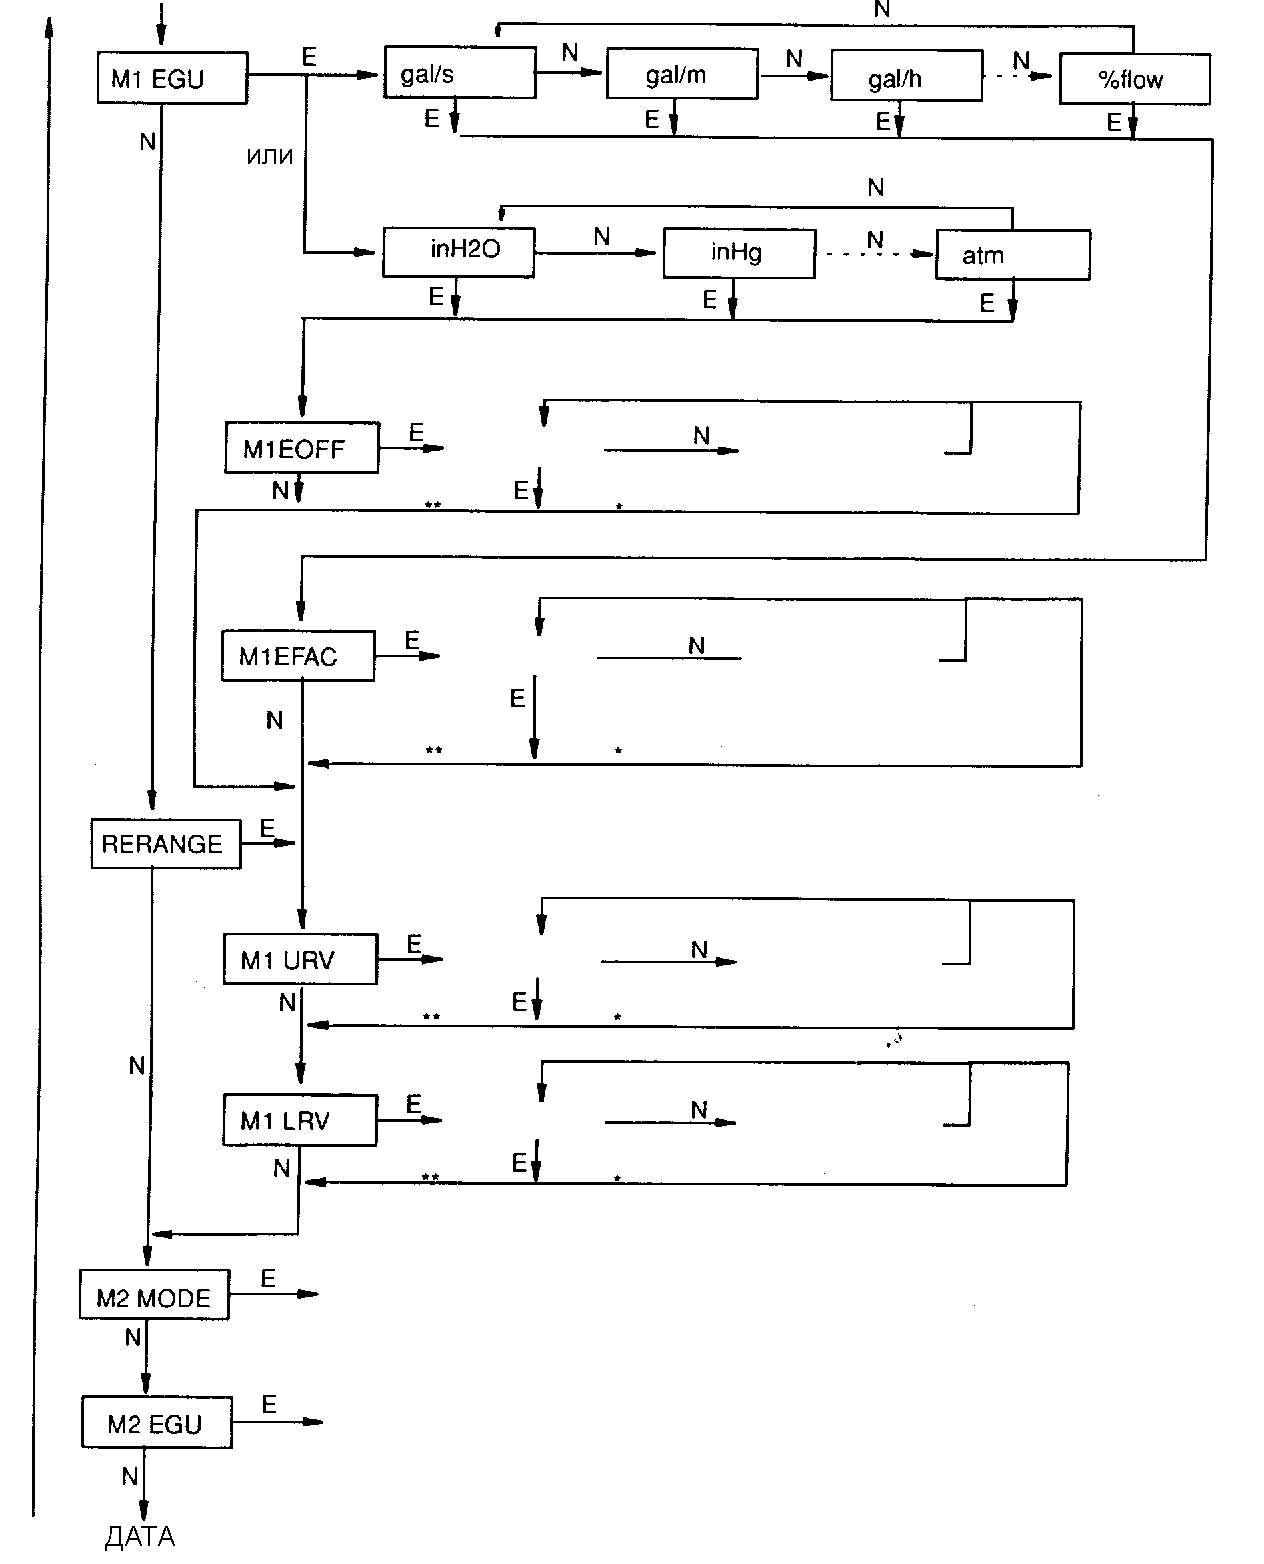 N
M1 EGU
E
gal/s
N
gal/m
N
gal/h
N
%flow
E
E
E
E
N
ИЛИ
N
inH2O
N
inHg
N
atm
E
E
E
M1EOFF
E
N
N
E
**
*
M1EFAC
E
N
N
E
**
*
RERANGE
E
M1 URV
E
N
N
E
**
*
N
M1 LRV
E
N
N
E
**
*
M2 MODE
E
N
M2 EGU
E
N
ДАТА